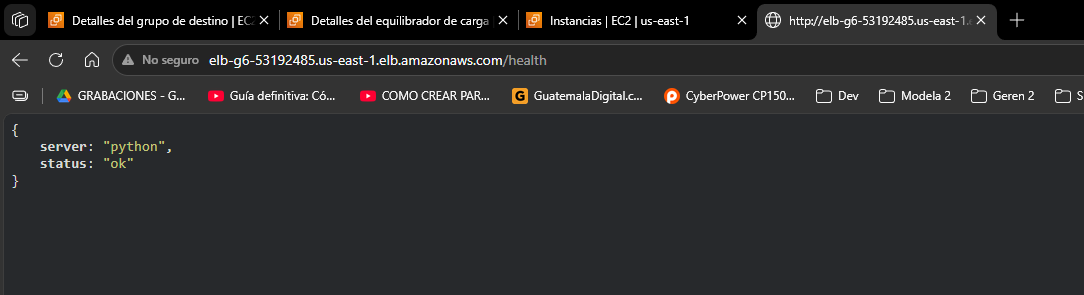 Detalles del grupo de destino | EC2
Detalles del equilibrador de carga
Instancias | EC2 | us-east-1
http://elb-g6-53192485.us-east-1.e
No seguro
elb-g6-53192485.us-east-1.elb.amazonaws.com/health
GRABACIONES - G...
Guía definitiva: Có...
COMO CREAR PAR...
GuatemalaDigital.c...
CyberPower CP150...
Dev
Modela 2
Geren 2
S
{
server: "python",
status: "ok"
}